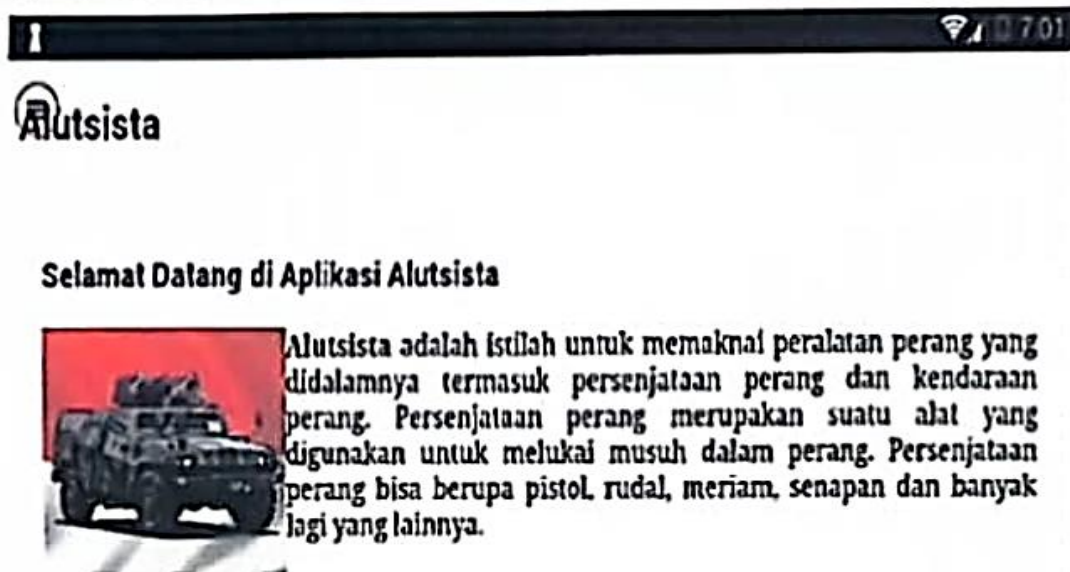 7:01
Alutsista
Selamat Datang di Aplikasi Alutsista
Alutsista adalah istilah untuk memaknai peralatan perang yang
didalamnya termasuk persenjataan perang dan kendaraan
perang. Persenjataan perang merupakan suatu alat yang
digunakan untuk melukai musuh dalam perang. Persenjataan
perang bisa berupa pistol, rudal, meriam, senapan dan banyak
lagi yang lainnya.